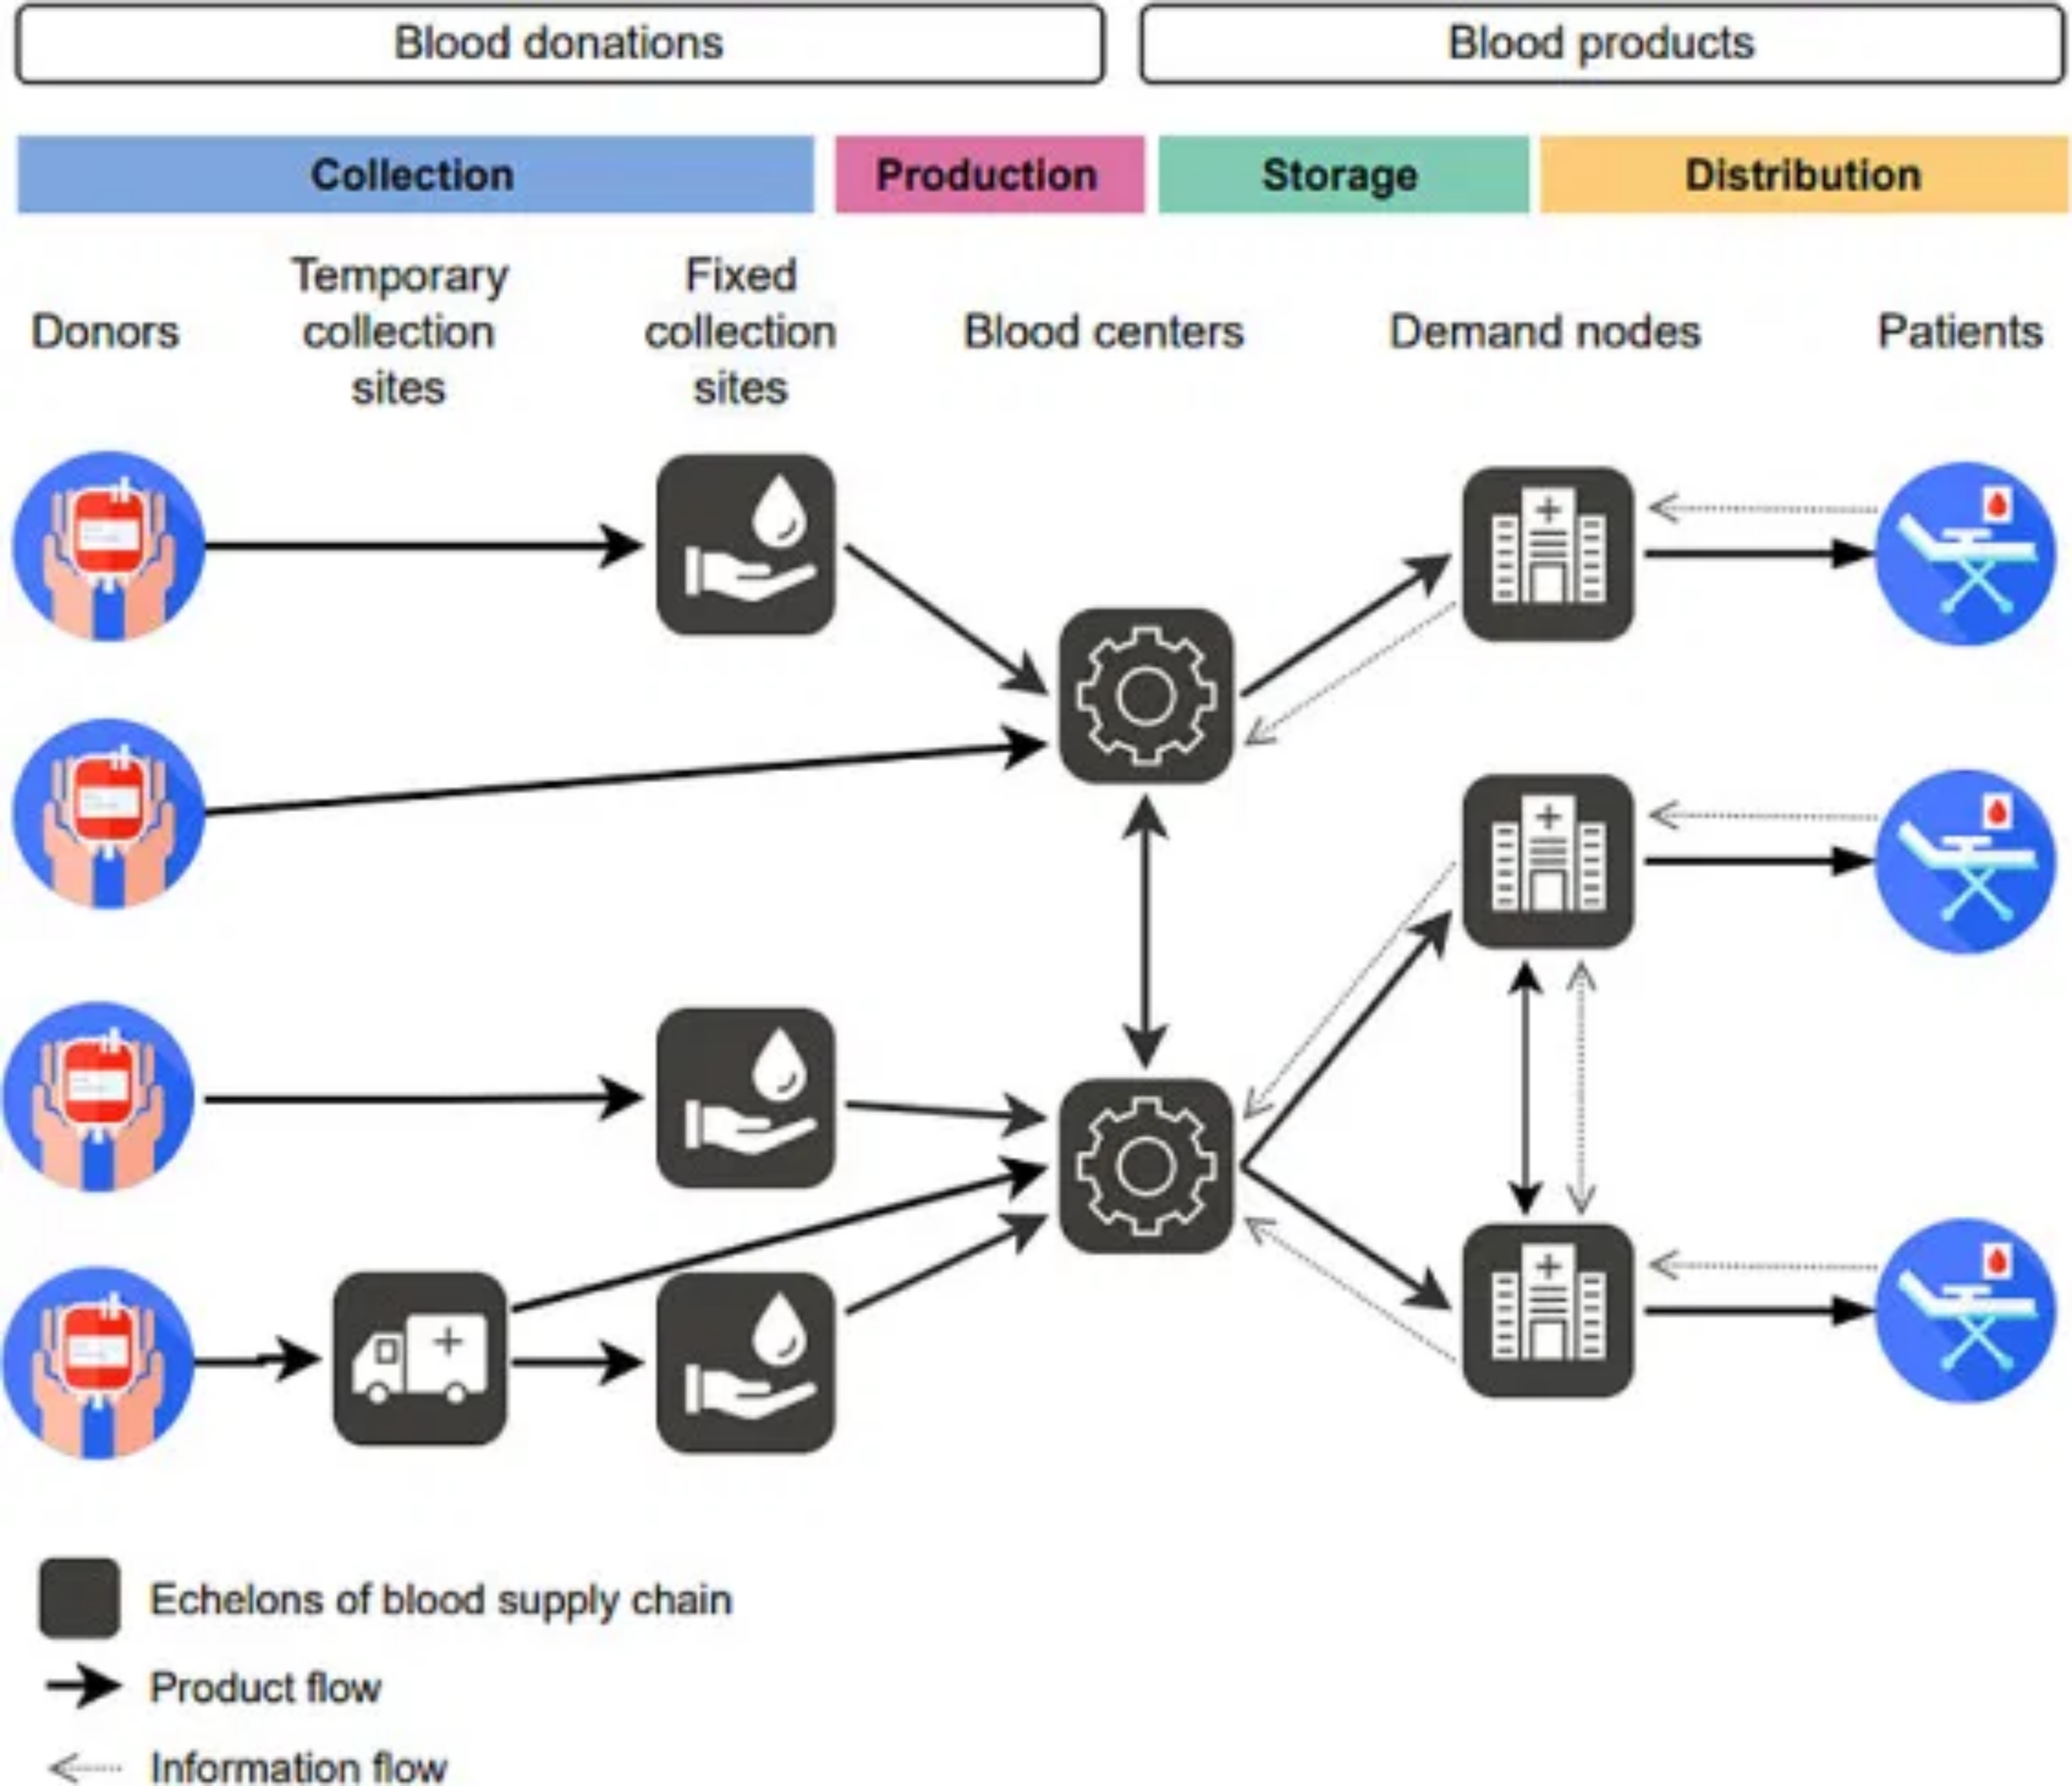 Blood donations
Blood products
Collection
Production
Storage
Distribution
Donors
Temporary
collection
sites
Fixed
collection
sites
Blood centers
Demand nodes
Patients
Echelons of blood supply chain
Product flow
Information flow